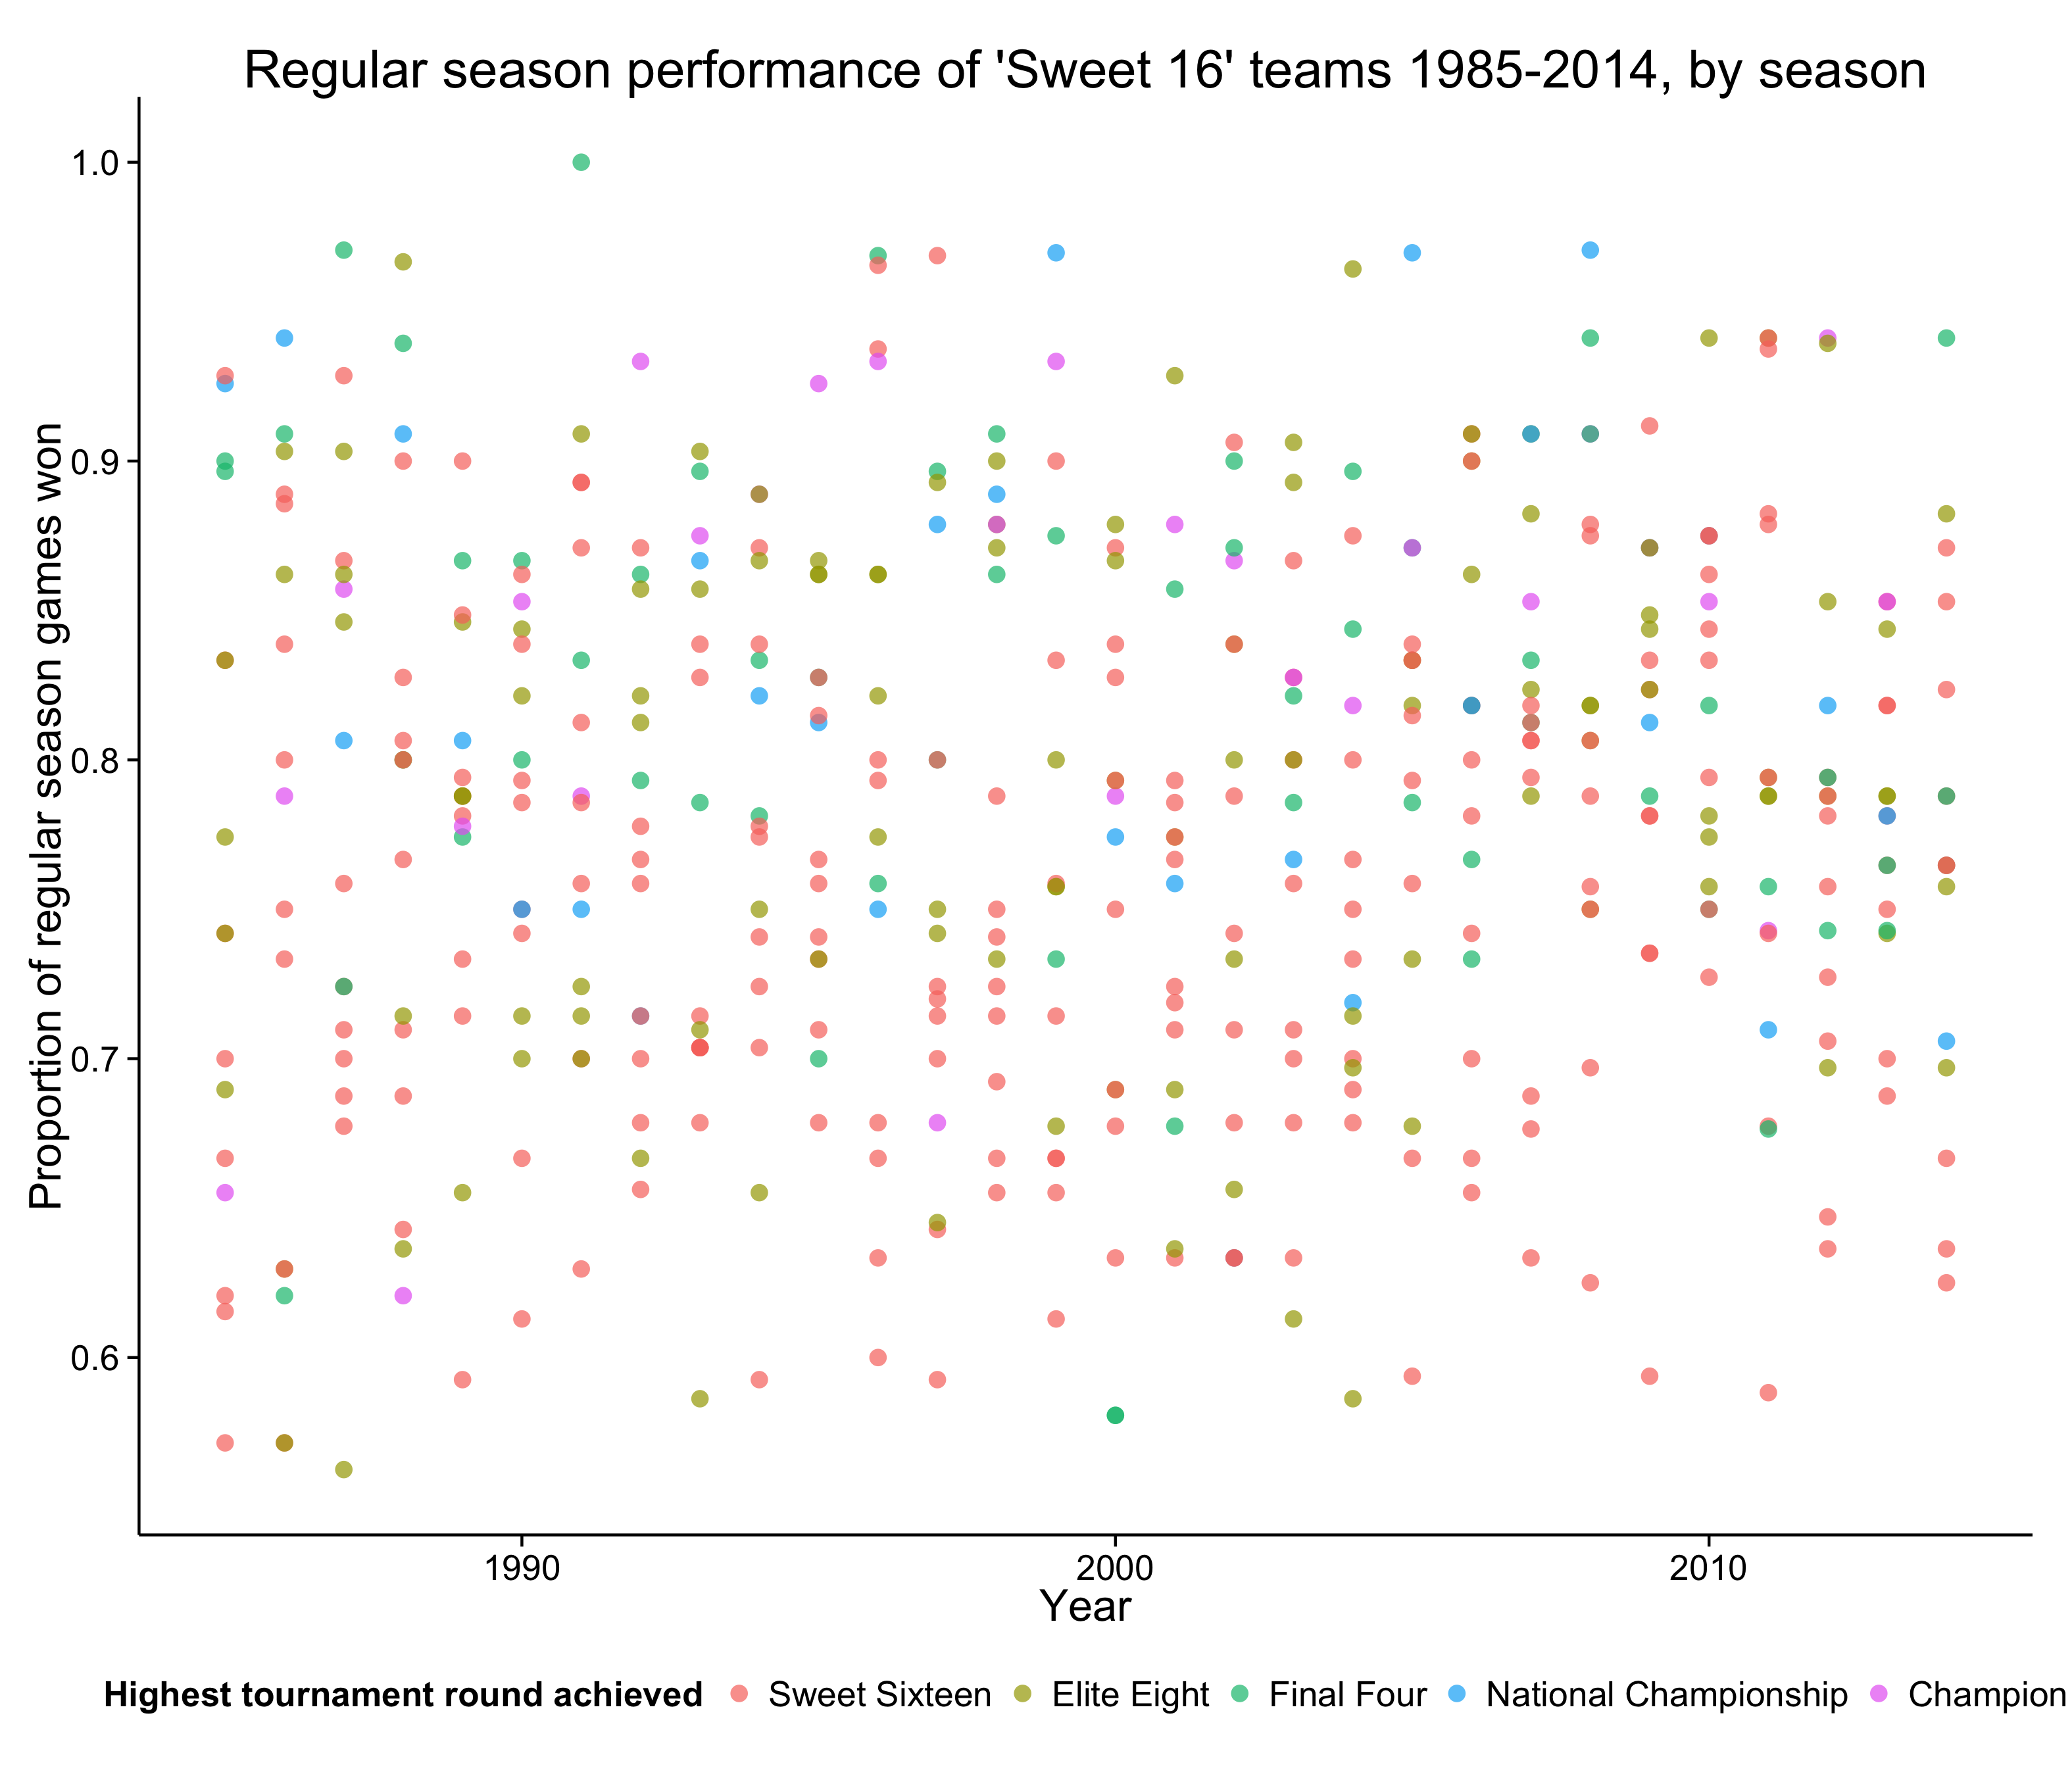 Regular season performance of 'Sweet 16' teams 1985-2014, by season
Proportion of regular season games won
1.0
0.9
0.8
0.7
0.6
1990 2000 2010
Year
Highest tournament round achieved Sweet Sixteen Elite Eight Final Four National Championship Champion